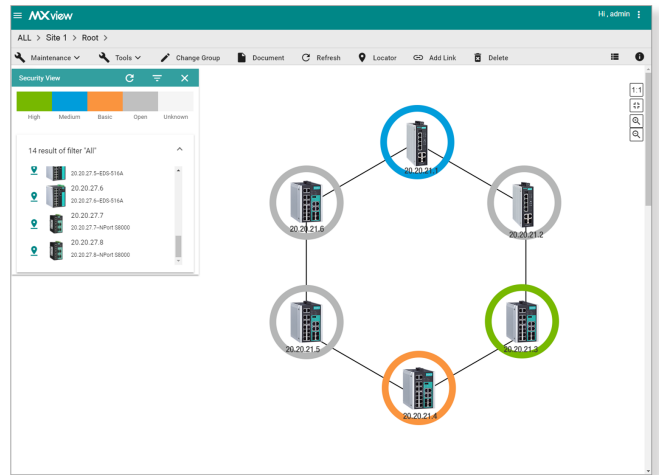 MXview
Hi , admin
ALL > Site 1 > Root >
Maintenance
Tools
Change Group
Document
Refresh
Locator
Add Link
Delete
Security View
High
Medium
Basic
Open
Unknown
14 result of filter "All"
20.20.27.5–EDS-516A
20.20.27.6
20.20.27.6–EDS-516A
20.20.27.7
20.20.27.7–NPort S8000
20.20.27.8
20.20.27.8–NPort S8000
1:1
20.20.21.1
20.20.21.6
20.20.21.2
20.20.21.5
20.20.21.3
20.20.21.4